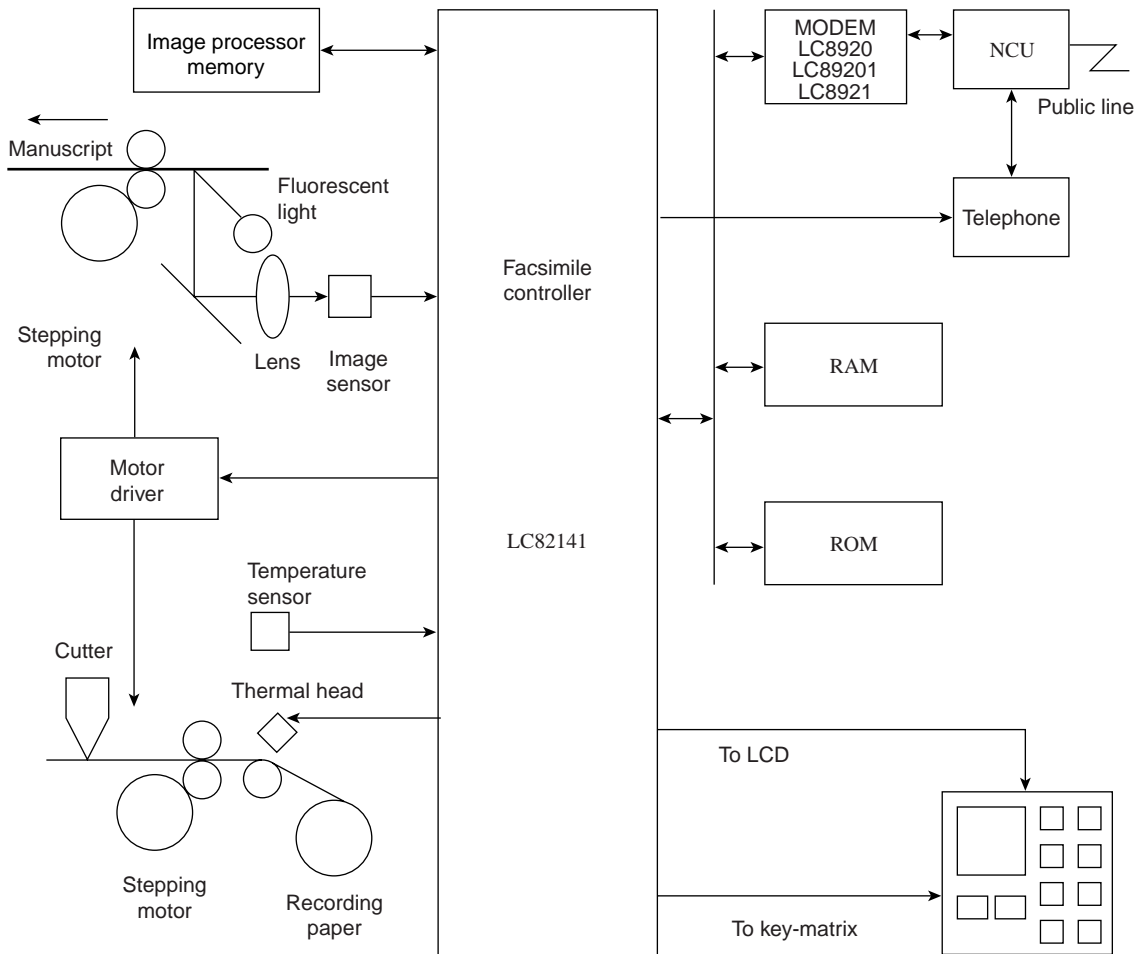 Image processor
memory
MODEM
LC8920
LC89201
LC8921
NCU
Public line
Manuscript
Fluorescent
light
Telephone
Facsimile
controller
Stepping
motor
Lens
Image
sensor
RAM
Motor
driver
LC82141
ROM
Temperature
sensor
Cutter
Thermal head
To LCD
Stepping
motor
Recording
paper
To key-matrix